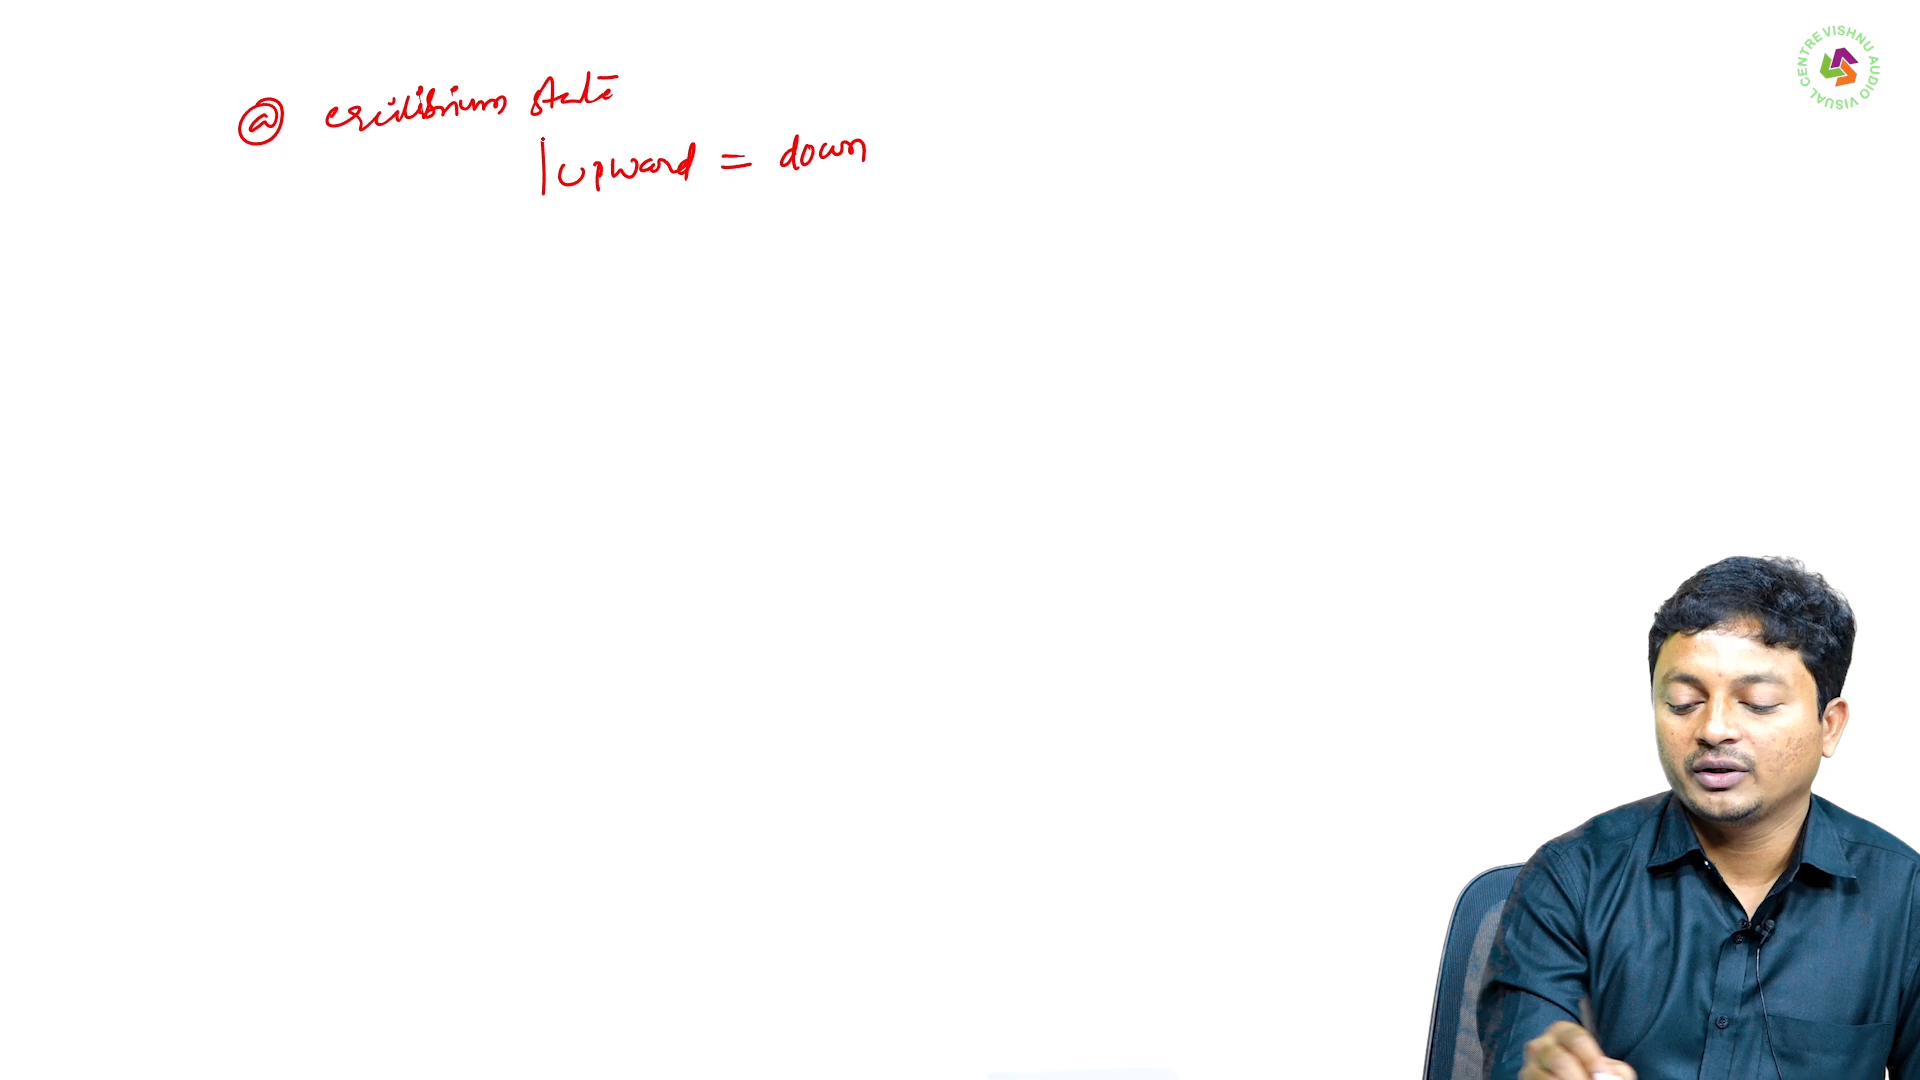 @ equilibrium state
| upward = down
VISHNU AUDIO VISUAL CENTRE